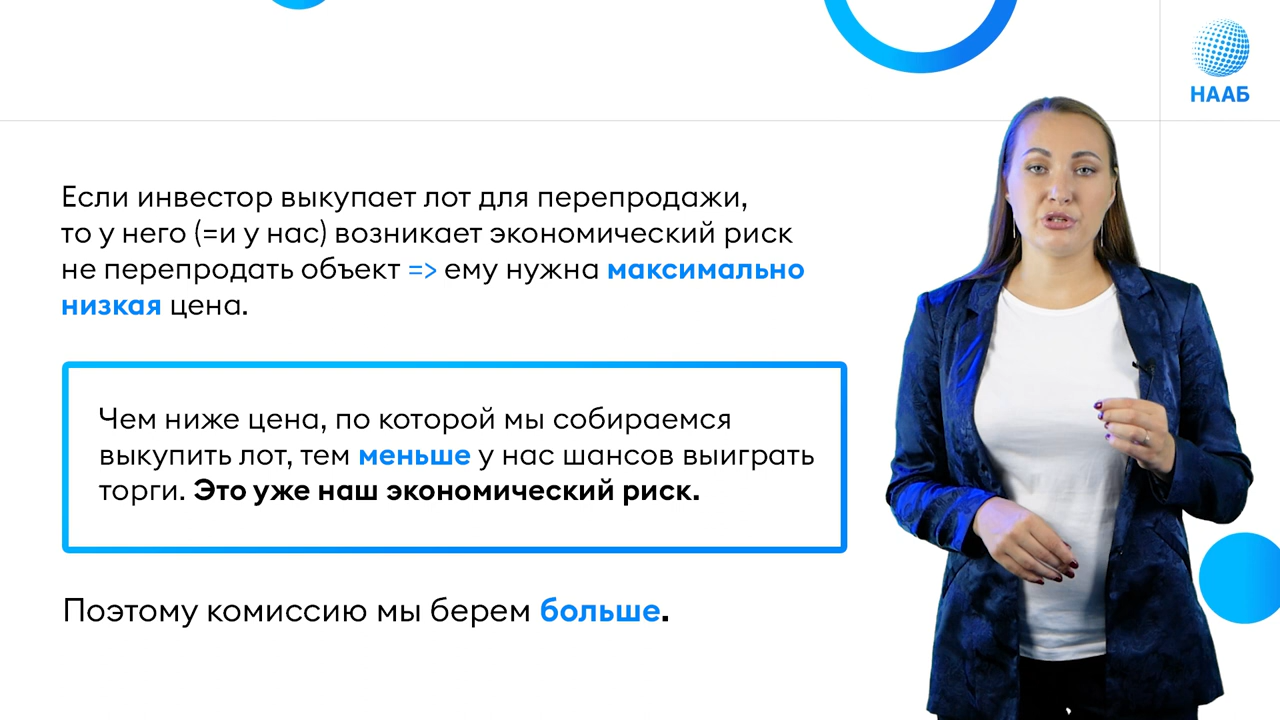 НААБ
Если инвестор выкупает лот для перепродажи,
то у него (=и у нас) возникает экономический риск
не перепродать объект => ему нужна максимально
низкая цена.
Чем ниже цена, по которой мы собираемся
выкупить лот, тем меньше у нас шансов выиграть
торги. Это уже наш экономический риск.
Поэтому комиссию мы берем больше.